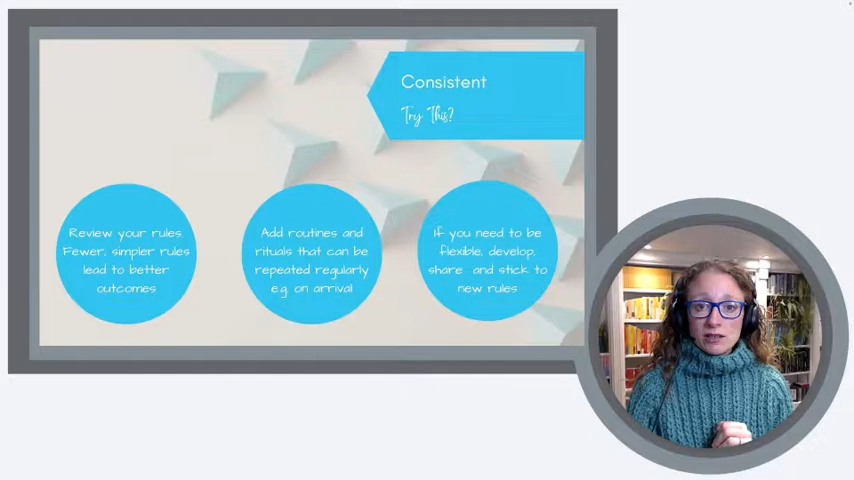 Consistent
Try This?
Review your rules.
Fewer, simpler rules
lead to better
outcomes
Add routines and
rituals that can be
repeated regularly
e.g. on arrival
If you need to be
flexible, develop,
share and stick to
new rules